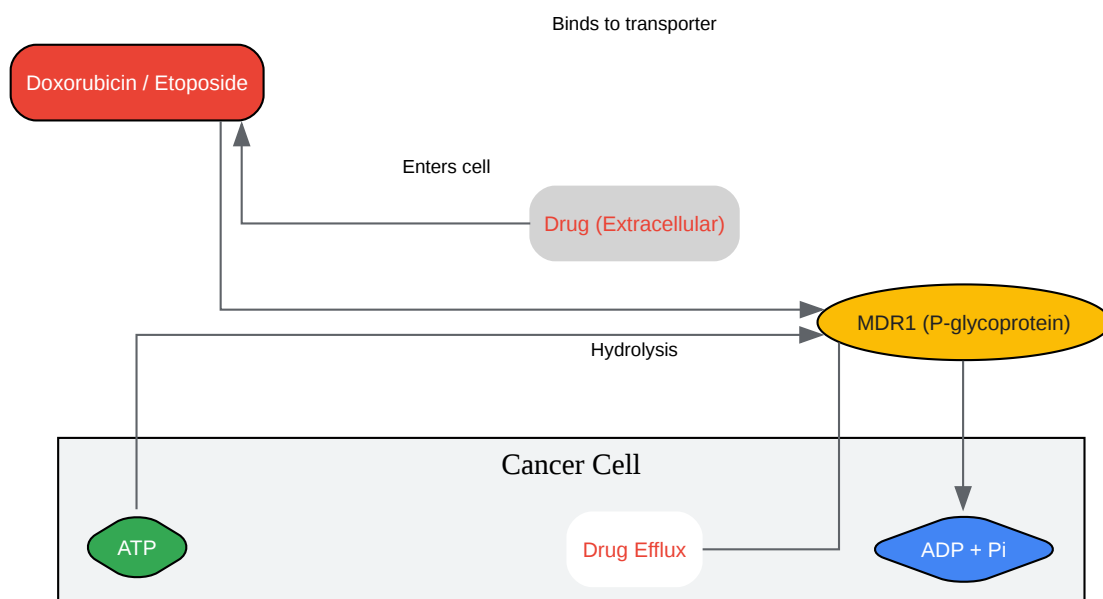 Binds to transporter
Doxorubicin / Etoposide
Enters cell
Drug (Extracellular)
MDR1 (P-glycoprotein)
Hydrolysis
Cancer Cell
ATP
Drug Efflux
ADP + Pi